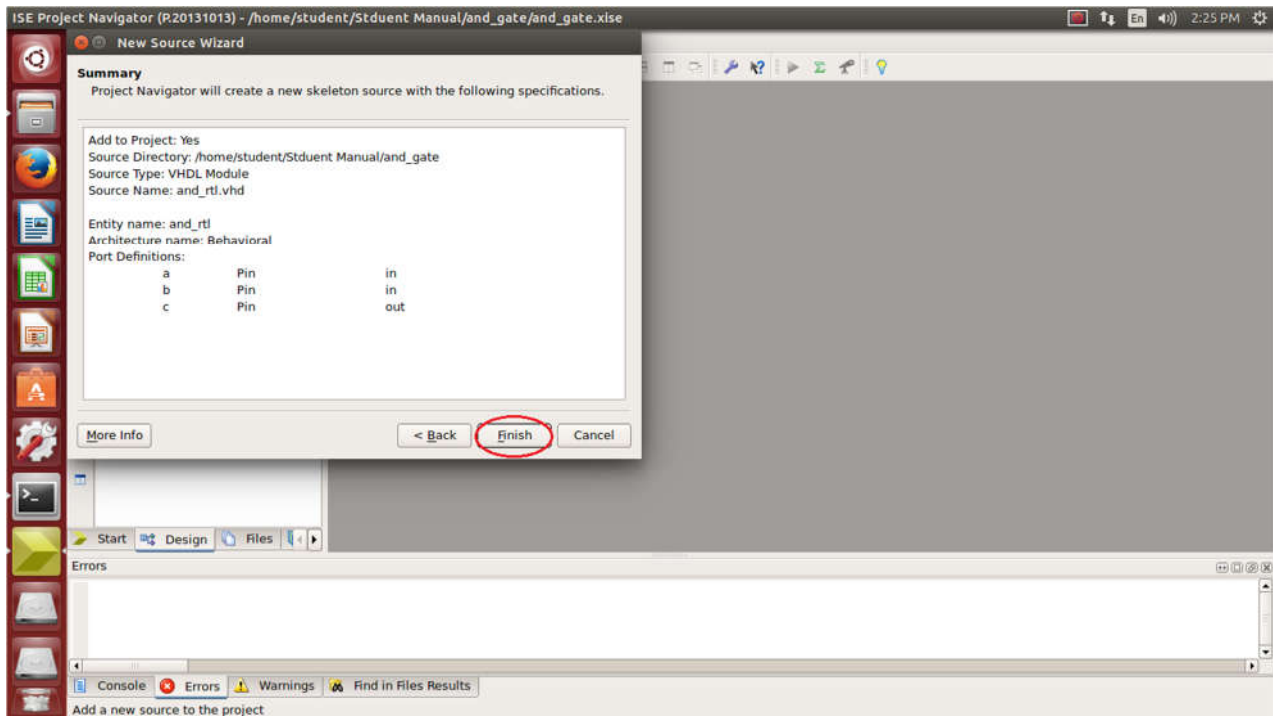 ISE Project Navigator (P.20131013) - /home/student/Stduent Manual/and_gate/and_gate.xise
En
2:25 PM
New Source Wizard
Summary
Project Navigator will create a new skeleton source with the following specifications.
Add to Project: Yes
Source Directory: /home/student/Stduent Manual/and_gate
Source Type: VHDL Module
Source Name: and_rtl.vhd
Entity name: and_rtl
Architecture name: Behavioral
Port Definitions:
a Pin in
b Pin in
c Pin out
More Info
< Back
Finish
Cancel
Start
Design
Files
Errors
Console
Errors
Warnings
Find in Files Results
Add a new source to the project